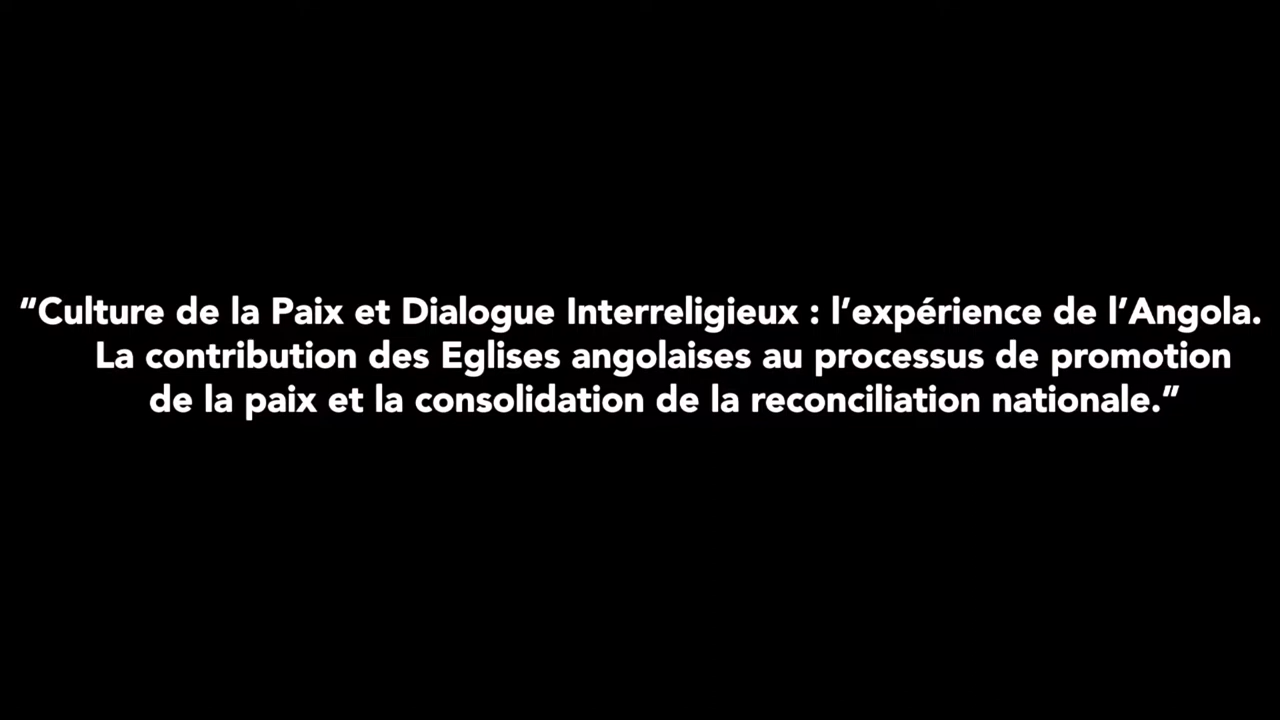 “Culture de la Paix et Dialogue Interreligieux : l’expérience de l’Angola.
La contribution des Eglises angolaises au processus de promotion
de la paix et la consolidation de la reconciliation nationale.”